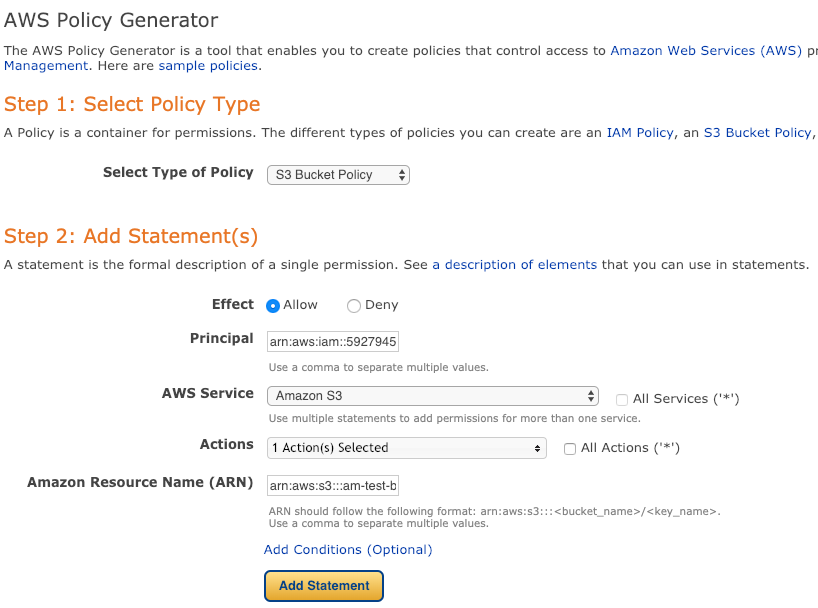 AWS Policy Generator
The AWS Policy Generator is a tool that enables you to create policies that control access to Amazon Web Services (AWS) pr
Management. Here are sample policies.
Step 1: Select Policy Type
A Policy is a container for permissions. The different types of policies you can create are an IAM Policy, an S3 Bucket Policy,
Select Type of Policy S3 Bucket Policy
Step 2: Add Statement(s)
A statement is the formal description of a single permission. See a description of elements that you can use in statements.
Effect Allow Deny
Principal arn:aws:iam::5927945
Use a comma to separate multiple values.
AWS Service Amazon S3 All Services ('*')
Use multiple statements to add permissions for more than one service.
Actions 1 Action(s) Selected All Actions ('*')
Amazon Resource Name (ARN) arn:aws:s3:::am-test-b
ARN should follow the following format: arn:aws:s3:::<bucket_name>/<key_name>.
Use a comma to separate multiple values.
Add Conditions (Optional)
Add Statement